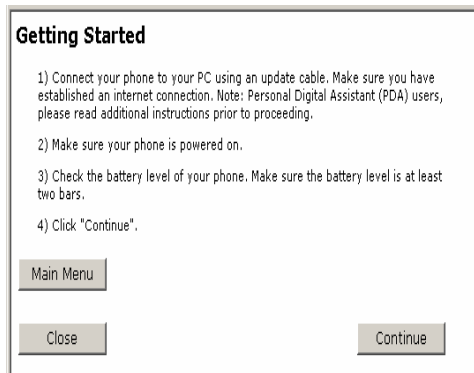 Getting Started
1) Connect your phone to your PC using an update cable. Make sure you have
established an internet connection. Note: Personal Digital Assistant (PDA) users,
please read additional instructions prior to proceeding.
2) Make sure your phone is powered on.
3) Check the battery level of your phone. Make sure the battery level is at least
two bars.
4) Click "Continue".
Main Menu
Close
Continue